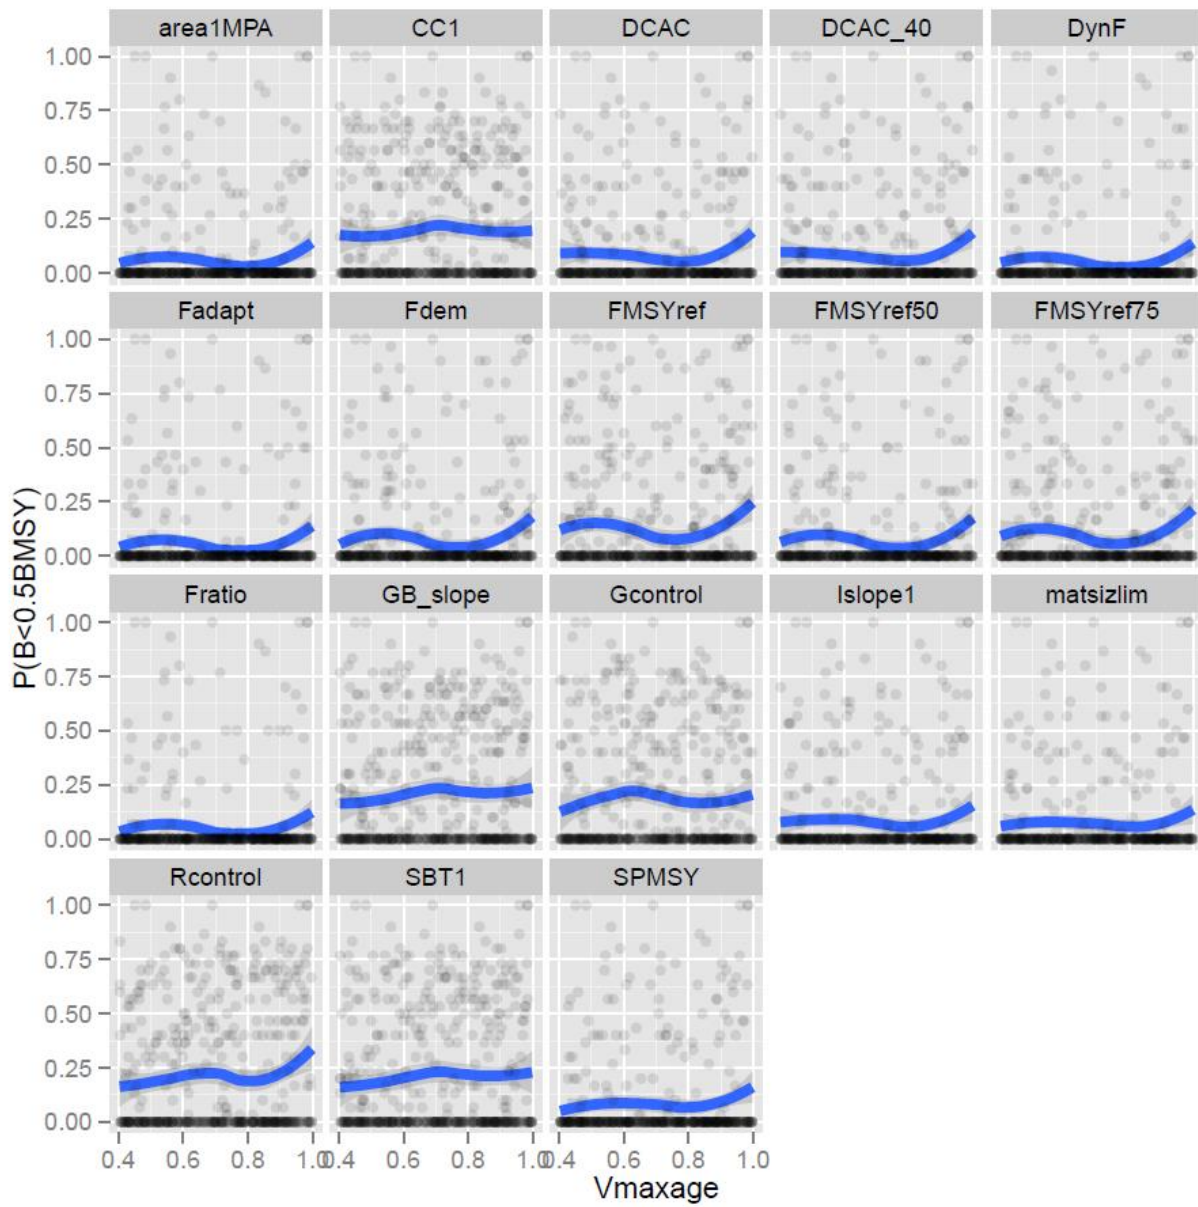 area1MPA CC1 DCAC DCAC_40 DynF
1.00
0.75
0.50
0.25
0.00
Fadapt Fdem FMSYref FMSYref50 FMSYref75
1.00
0.75
0.50
0.25
0.00
P(B<0.5BMSY)
Fratio GB_slope Gcontrol Islope1 matsizlim
1.00
0.75
0.50
0.25
0.00
Rcontrol SBT1 SPMSY
1.00
0.75
0.50
0.25
0.00
0.4 0.6 0.8 1.0 0.4 0.6 0.8 1.0 0.4 0.6 0.8 1.0
Vmaxage